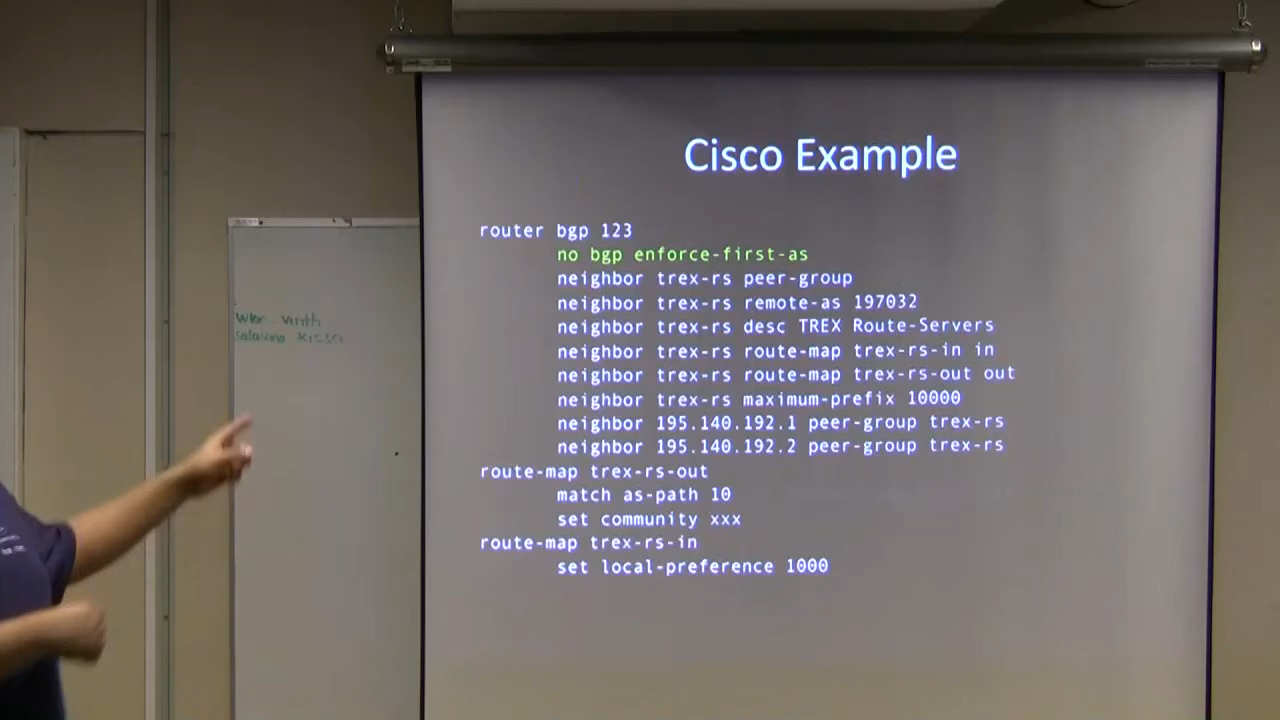 Cisco Example
router bgp 123
no bgp enforce-first-as
neighbor trex-rs peer-group
neighbor trex-rs remote-as 197032
neighbor trex-rs desc TREX Route-Servers
neighbor trex-rs route-map trex-rs-in in
neighbor trex-rs route-map trex-rs-out out
neighbor trex-rs maximum-prefix 10000
neighbor 195.140.192.1 peer-group trex-rs
neighbor 195.140.192.2 peer-group trex-rs
route-map trex-rs-out
match as-path 10
set community xxx
route-map trex-rs-in
set local-preference 1000